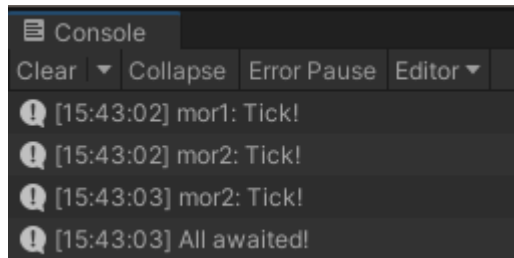 Console
Clear Collapse Error Pause Editor
[15:43:02] mor1: Tick!
[15:43:02] mor2: Tick!
[15:43:03] mor2: Tick!
[15:43:03] All awaited!